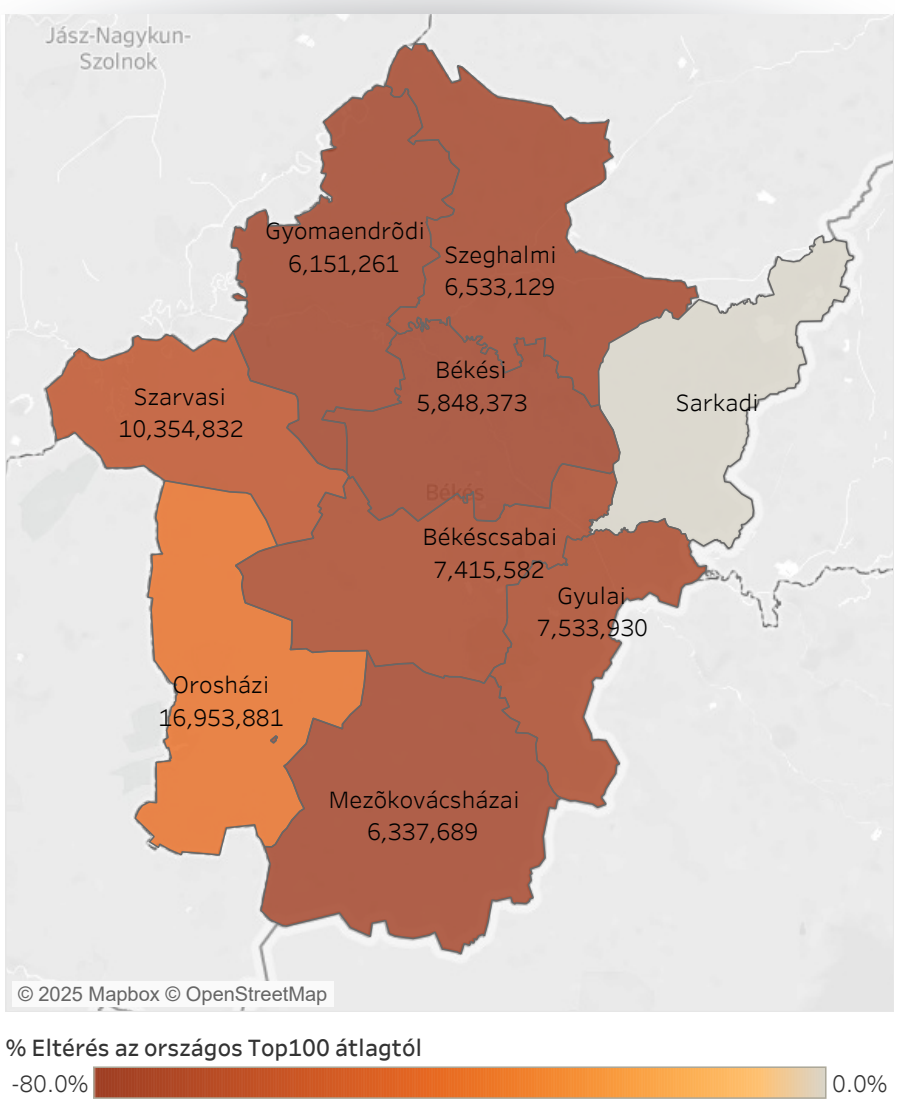 Jász-Nagykun-
Szolnok
Gyomaendrõdi
6,151,261
Szeghalmi
6,533,129
Békési
5,848,373
Szarvasi
10,354,832
Sarkadi
Békés
Békéscsabai
7,415,582
Gyulai
7,533,930
Orosházi
16,953,881
Mezõkovácsházai
6,337,689
© 2025 Mapbox © OpenStreetMap
% Eltérés az országos Top100 átlagtól
-80.0% 0.0%